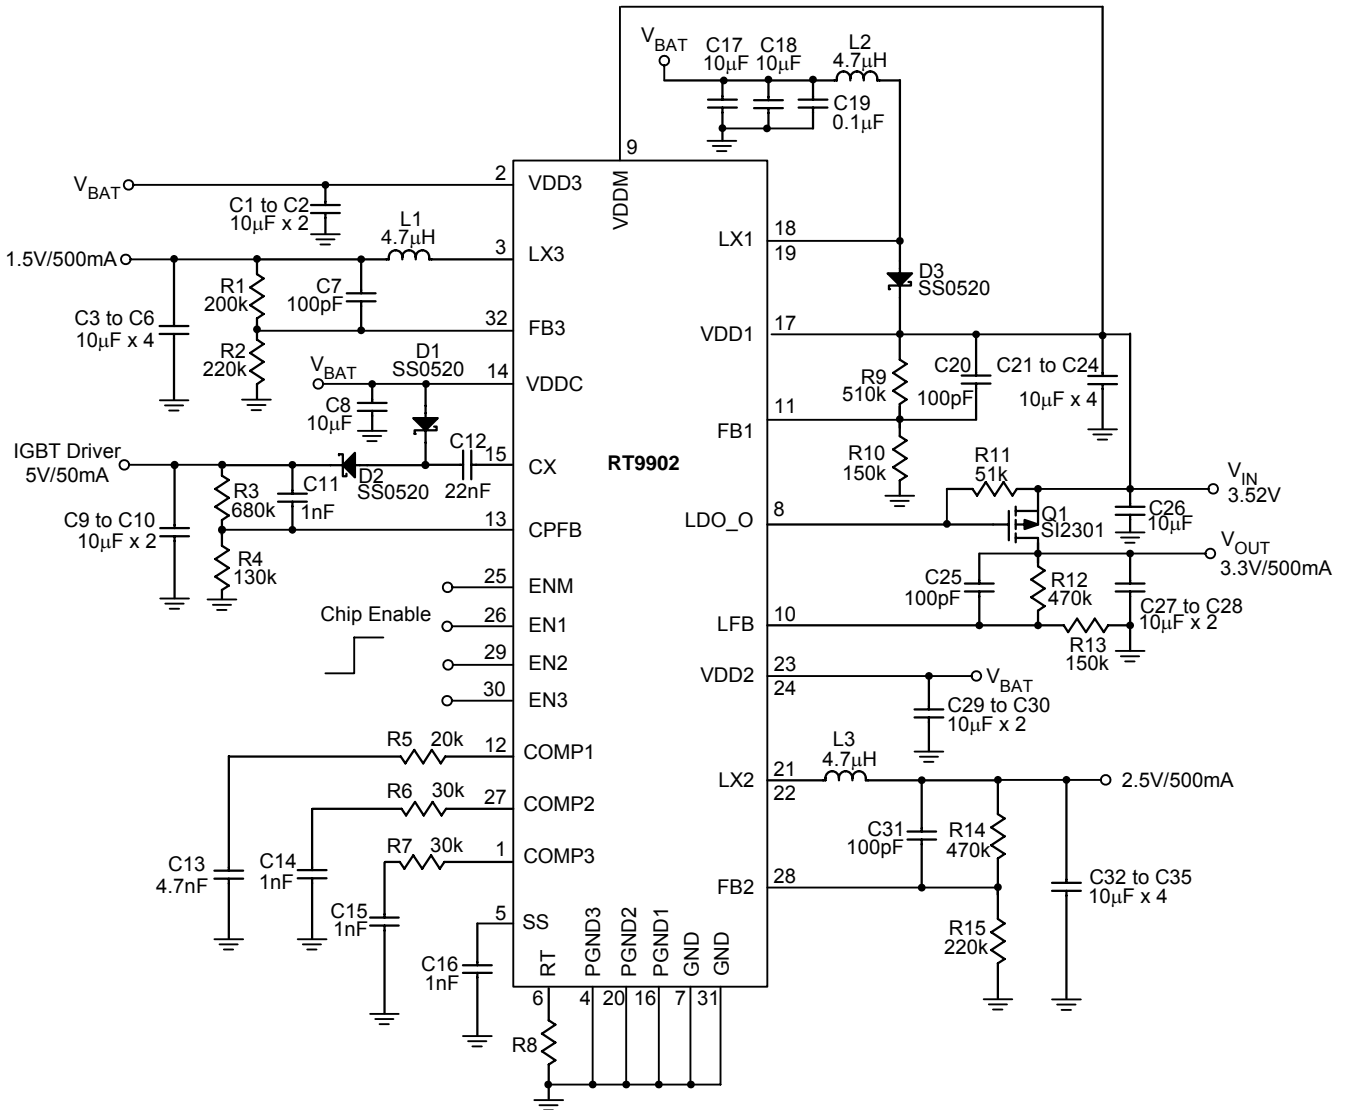 V_BAT
C17
10µF
C18
10µF
L2
4.7µH
C19
0.1µF
9
VDDM
V_BAT
2
VDD3
C1 to C2
10µF x 2
L1
4.7µH
1.5V/500mA
3
LX3
R1
200k
C7
100pF
C3 to C6
10µF x 4
32
FB3
R2
220k
V_BAT
D1
SS0520
14
VDDC
C8
10µF
IGBT Driver
5V/50mA
C12
22nF
15
CX
D2
SS0520
R3
680k
C11
1nF
C9 to C10
10µF x 2
13
CPFB
R4
130k
25
ENM
Chip Enable
26
EN1
29
EN2
30
EN3
R5 20k
12
COMP1
R6 30k
27
COMP2
R7 30k
1
COMP3
C13
4.7nF
C14
1nF
C15
1nF
5
SS
C16
1nF
RT
PGND3
PGND2
PGND1
GND
GND
6
4
20
16
7
31
R8
RT9902
LX1
18
19
D3
SS0520
VDD1
17
R9
510k
C20
100pF
C21 to C24
10µF x 4
11
FB1
R10
150k
R11
51k
V_IN
3.52V
LDO_O
8
Q1
SI2301
C26
10µF
V_OUT
3.3V/500mA
C25
100pF
R12
470k
C27 to C28
10µF x 2
LFB
10
R13
150k
VDD2
23
24
V_BAT
C29 to C30
10µF x 2
L3
4.7µH
LX2
21
22
2.5V/500mA
C31
100pF
R14
470k
FB2
28
C32 to C35
10µF x 4
R15
220k